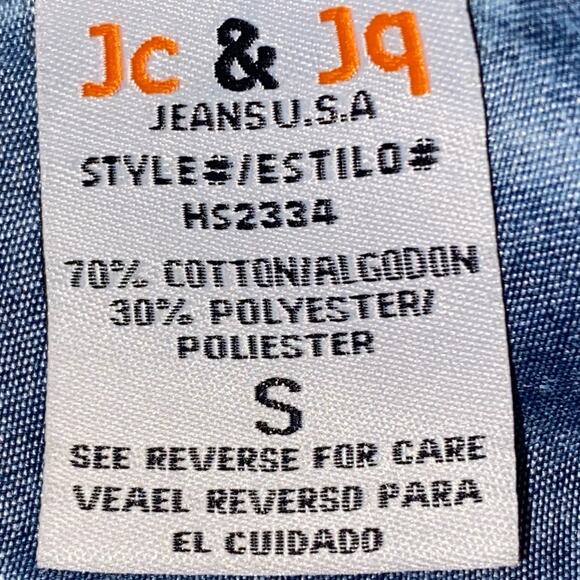 Jc & Jq
JEANS U.S.A
STYLE#/ESTILO#
HS2334
70% COTTON/ALGODON
30% POLYESTER/
POLIESTER
S
SEE REVERSE FOR CARE
VEAEL REVERSO PARA
EL CUIDADO